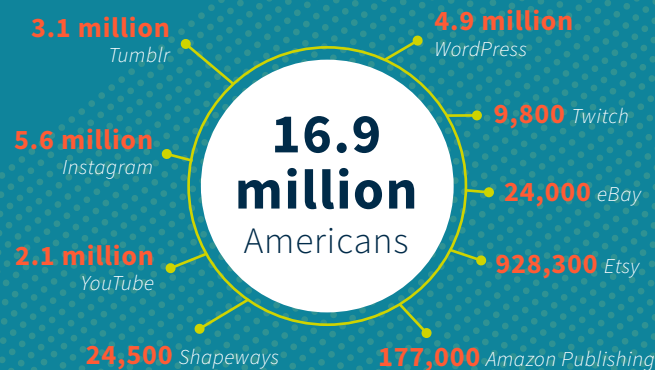 3.1 million
Tumblr
4.9 million
WordPress
5.6 million
Instagram
9,800 Twitch
16.9
million
Americans
24,000 eBay
2.1 million
YouTube
928,300 Etsy
24,500 Shapeways
177,000 Amazon Publishing